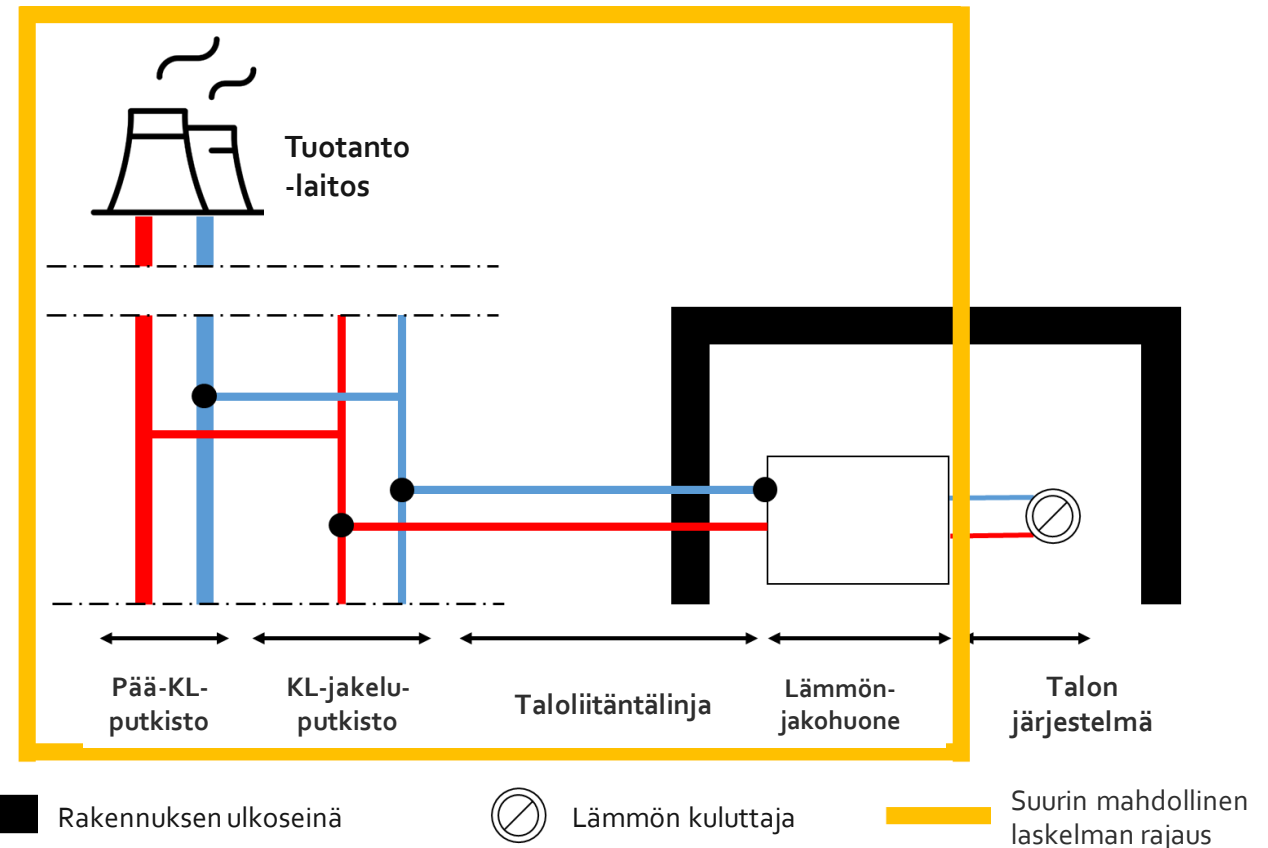 Tuotanto
-laitos
Pää-KL-
putkisto
KL-jakelu-
putkisto
Taloliitäntälinja
Lämmön-
jakohuone
Talon
järjestelmä
Rakennuksen ulkoseinä
Lämmön kuluttaja
Suurin mahdollinen
laskelman rajaus